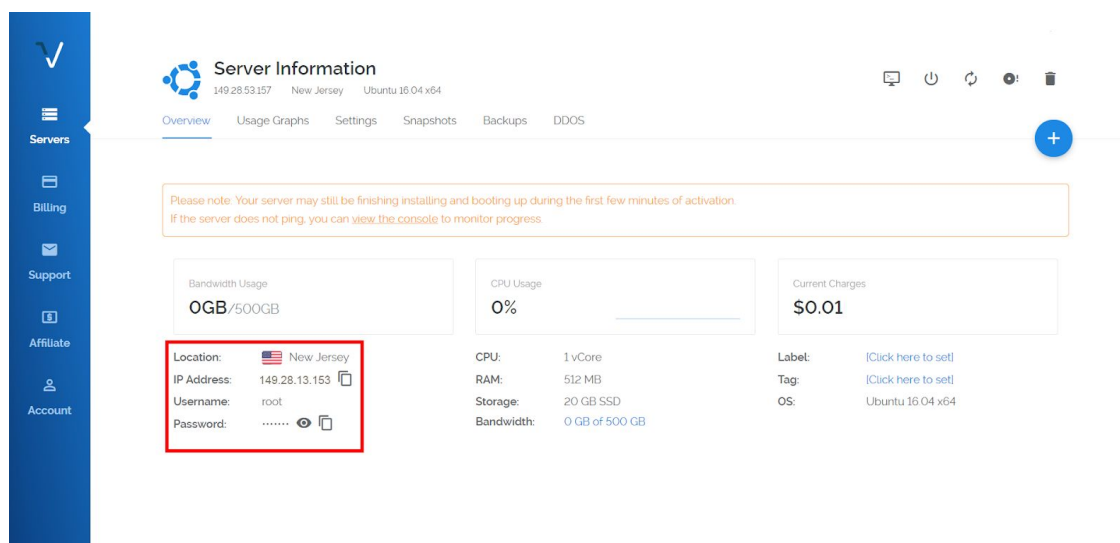 Server Information
149.28.53.157 New Jersey Ubuntu 16.04 x64
Overview Usage Graphs Settings Snapshots Backups DDOS
Servers
Billing
Support
Affiliate
Account
Please note: Your server may still be finishing installing and booting up during the first few minutes of activation.
If the server does not ping, you can view the console to monitor progress.
Bandwidth Usage
0GB/500GB
CPU Usage
0%
Current Charges
$0.01
Location: New Jersey
IP Address: 149.28.13.153
Username: root
Password: .......
CPU: 1 vCore
RAM: 512 MB
Storage: 20 GB SSD
Bandwidth: 0 GB of 500 GB
Label: [Click here to set]
Tag: [Click here to set]
OS: Ubuntu 16.04 x64